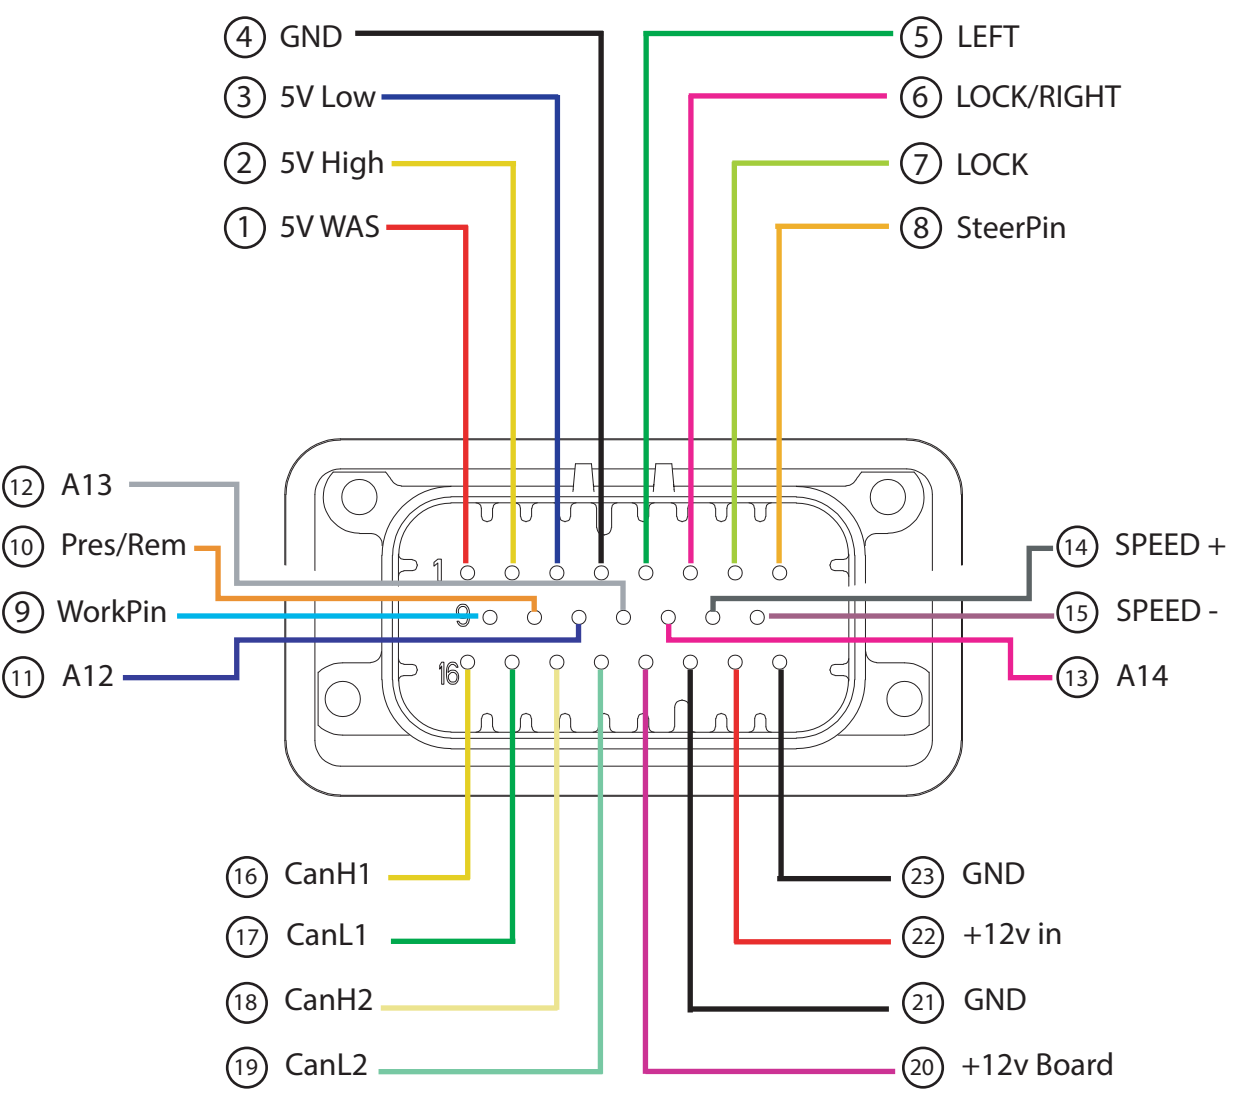 4 GND
3 5V Low
2 5V High
1 5V WAS
5 LEFT
6 LOCK/RIGHT
7 LOCK
8 SteerPin
12 A13
10 Pres/Rem
9 WorkPin
11 A12
1
9
16
14 SPEED +
15 SPEED -
13 A14
16 CanH1
17 CanL1
18 CanH2
19 CanL2
23 GND
22 +12v in
21 GND
20 +12v Board